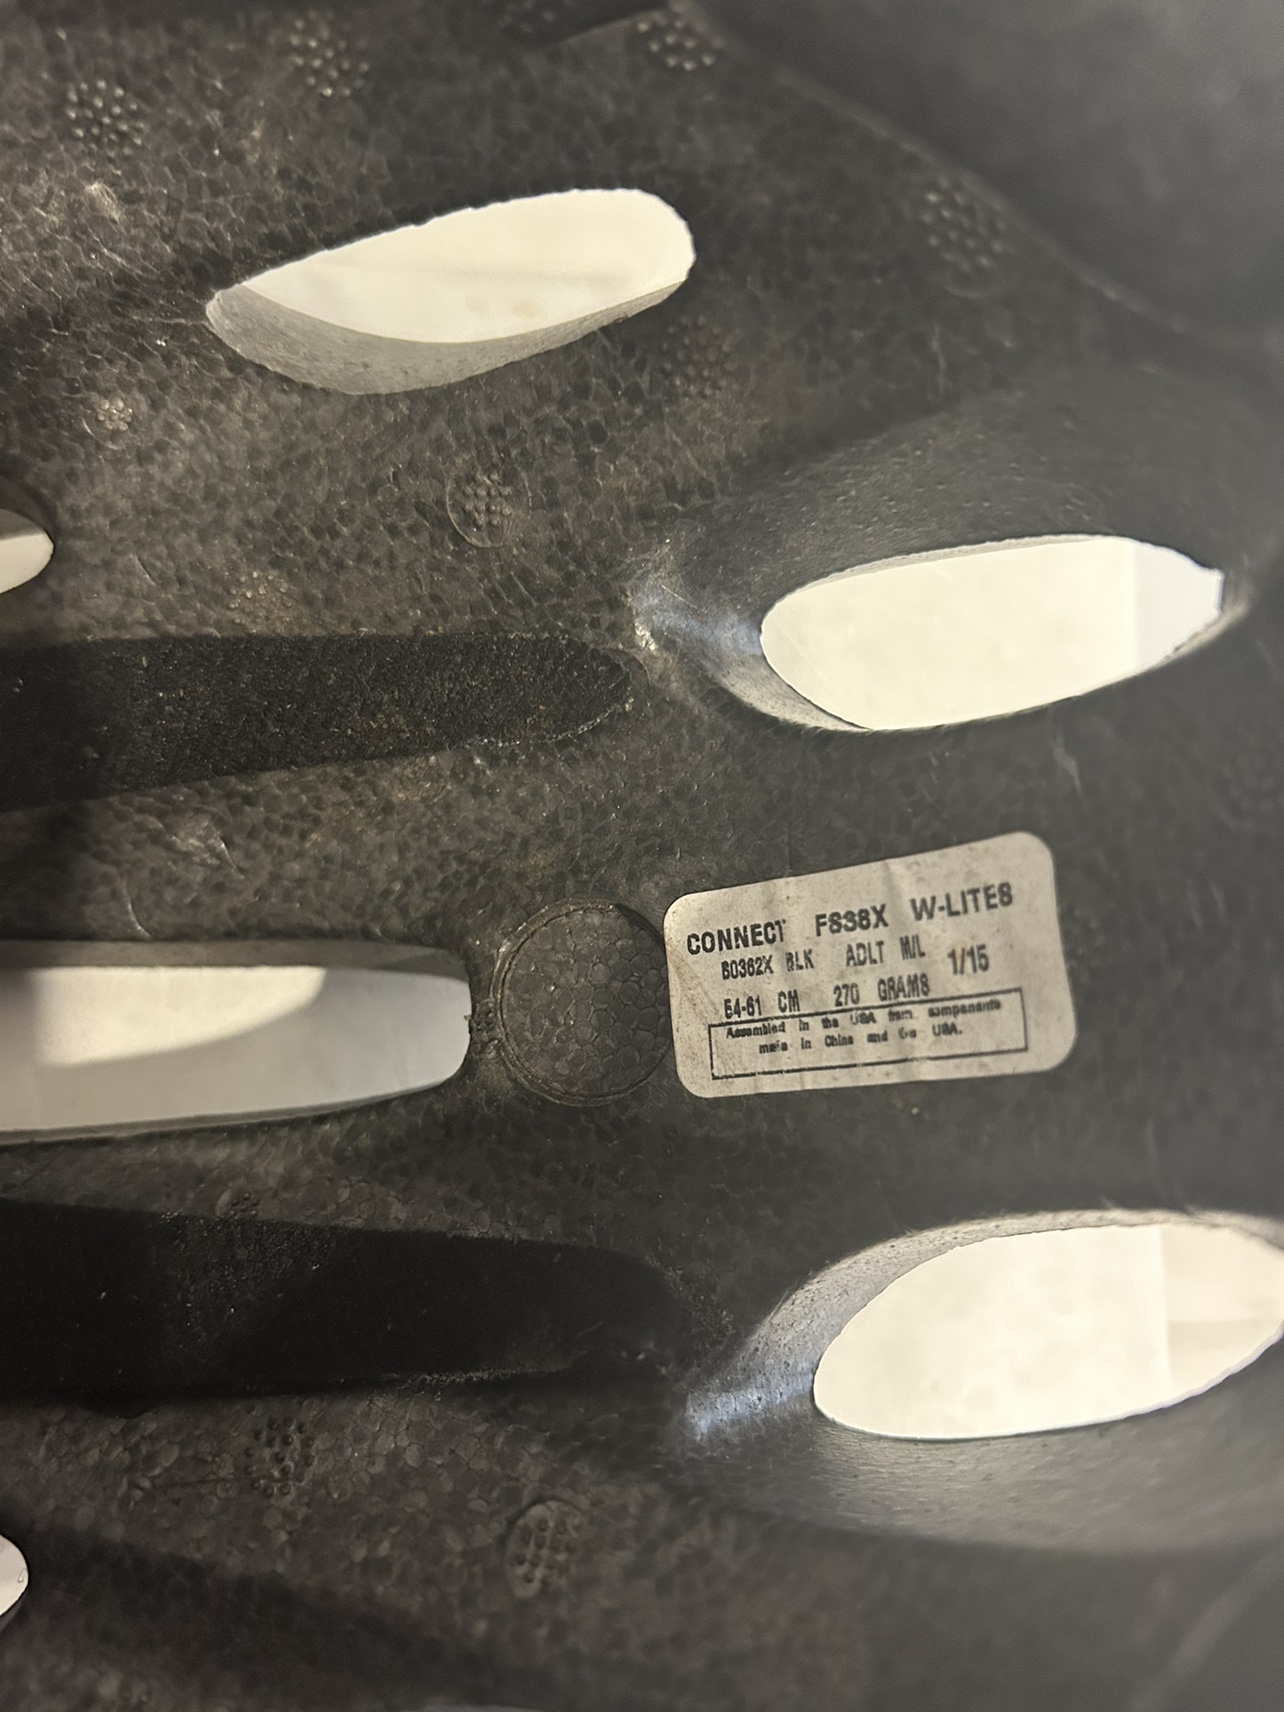 CONNECT FS38X W-LITES
80362X BLK ADLT M/L 1/15
54-61 CM 270 GRAMS
Assembled in the USA from components
made in China and the USA.